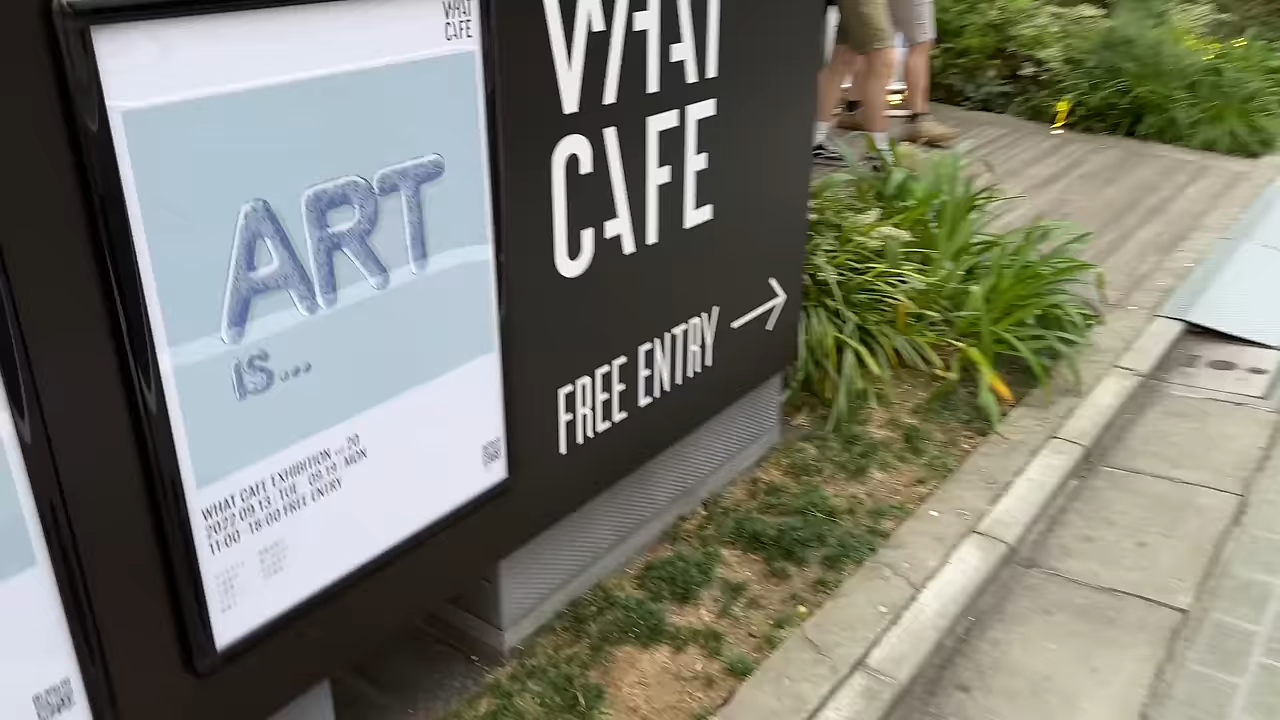 WHAT
CAFE
ART
IS...
WHAT CAFE EXHIBITION vol.20
2022.09.13 / TUE - 09.19 / MON
11:00 - 18:00 FREE ENTRY
WHAT
CAFE
FREE ENTRY →